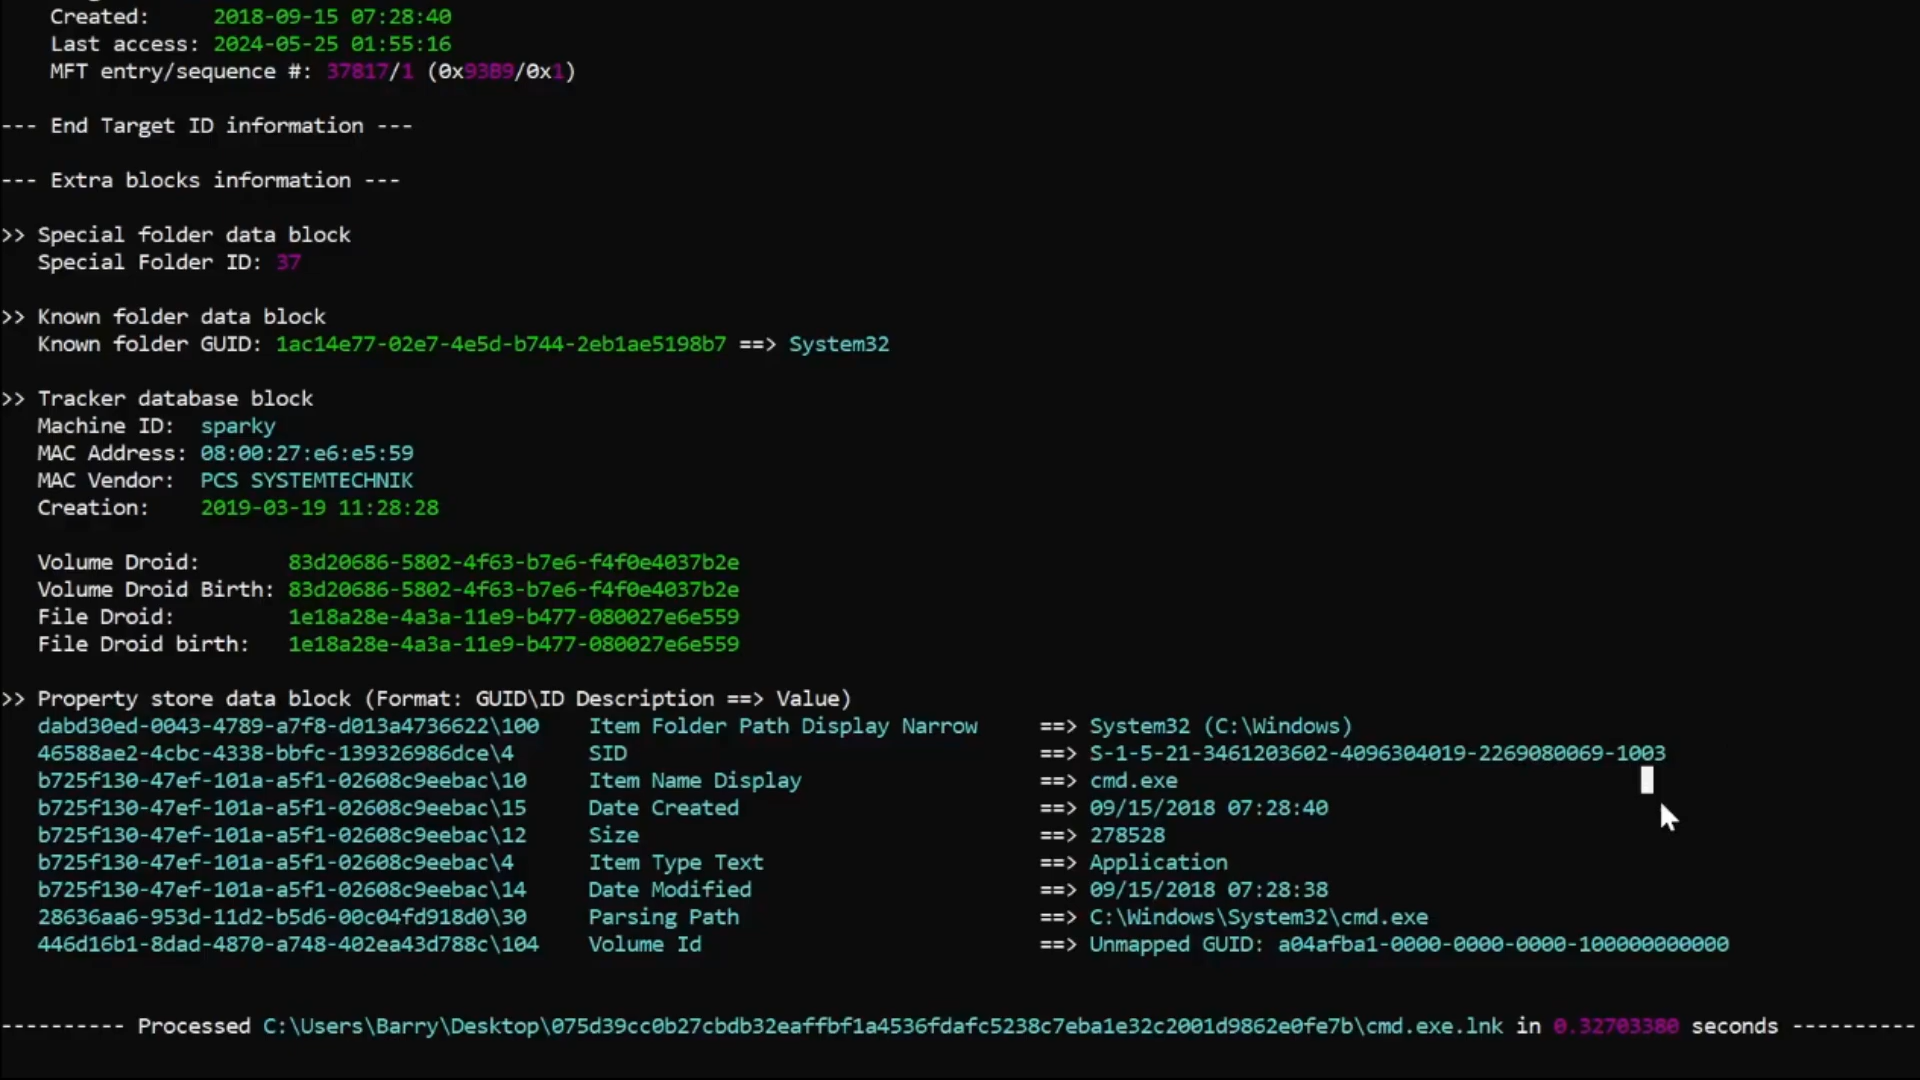 Created:     2018-09-15 07:28:40
Last access: 2024-05-25 01:55:16
MFT entry/sequence #: 37817/1 (0x93B9/0x1)
--- End Target ID information ---
--- Extra blocks information ---
>> Special folder data block
Special Folder ID: 37
>> Known folder data block
Known folder GUID: 1ac14e77-02e7-4e5d-b744-2eb1ae5198b7 ==> System32
>> Tracker database block
Machine ID:  sparky
MAC Address: 08:00:27:e6:e5:59
MAC Vendor:  PCS SYSTEMTECHNIK
Creation:    2019-03-19 11:28:28
Volume Droid:       83d20686-5802-4f63-b7e6-f4f0e4037b2e
Volume Droid Birth: 83d20686-5802-4f63-b7e6-f4f0e4037b2e
File Droid:         1e18a28e-4a3a-11e9-b477-080027e6e559
File Droid birth:   1e18a28e-4a3a-11e9-b477-080027e6e559
>> Property store data block (Format: GUID\ID Description ==> Value)
dabd30ed-0043-4789-a7f8-d013a4736622\100    Item Folder Path Display Narrow     ==> System32 (C:\Windows)
46588ae2-4cbc-4338-bbfc-139326986dce\4      SID                                 ==> S-1-5-21-3461203602-4096304019-2269080069-1003
b725f130-47ef-101a-a5f1-02608c9eebac\10     Item Name Display                   ==> cmd.exe
b725f130-47ef-101a-a5f1-02608c9eebac\15     Date Created                        ==> 09/15/2018 07:28:40
b725f130-47ef-101a-a5f1-02608c9eebac\12     Size                                ==> 278528
b725f130-47ef-101a-a5f1-02608c9eebac\4      Item Type Text                      ==> Application
b725f130-47ef-101a-a5f1-02608c9eebac\14     Date Modified                       ==> 09/15/2018 07:28:38
28636aa6-953d-11d2-b5d6-00c04fd918d0\30     Parsing Path                        ==> C:\Windows\System32\cmd.exe
446d16b1-8dad-4870-a748-402ea43d788c\104    Volume Id                           ==> Unmapped GUID: a04afba1-0000-0000-0000-100000000000
---------- Processed C:\Users\Barry\Desktop\075d39cc0b27cbdb32eaffbf1a4536fdafc5238c7eba1e32c2001d9862e0fe7b\cmd.exe.lnk in 0.32703380 seconds ----------